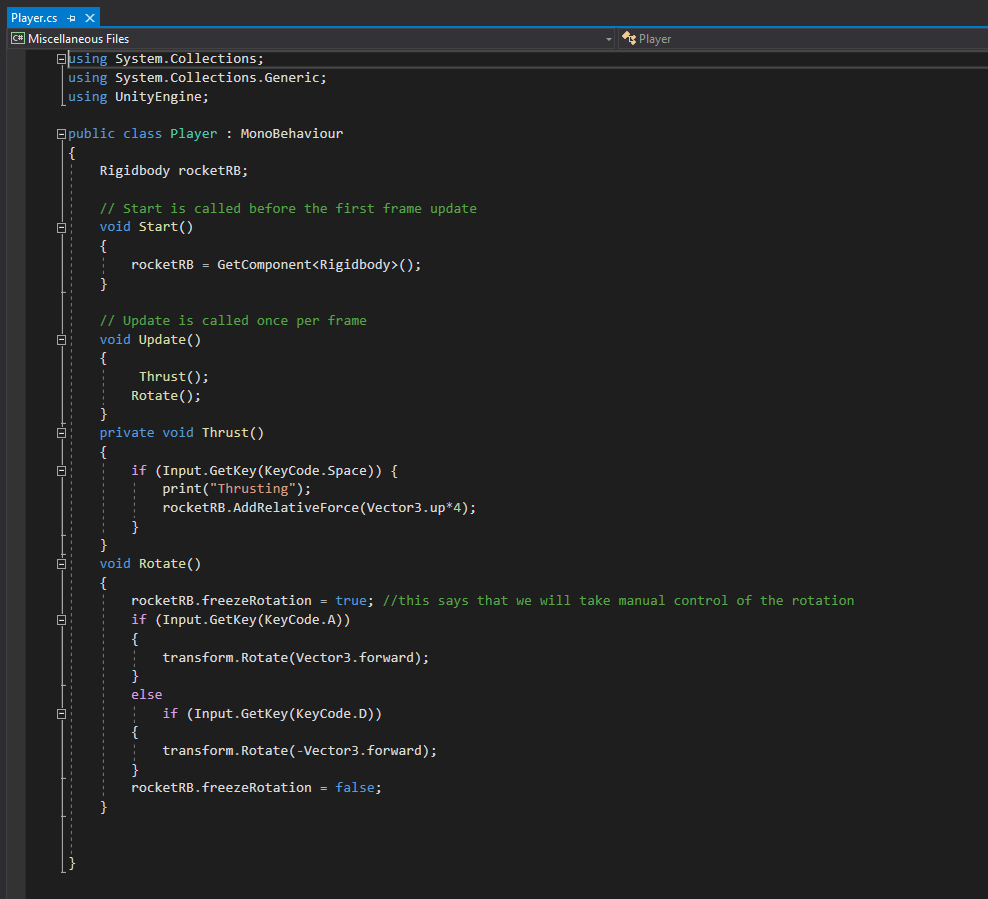 Player.cs
C# Miscellaneous Files
Player
using System.Collections;
using System.Collections.Generic;
using UnityEngine;
public class Player : MonoBehaviour
{
Rigidbody rocketRB;
// Start is called before the first frame update
void Start()
{
rocketRB = GetComponent<Rigidbody>();
}
// Update is called once per frame
void Update()
{
Thrust();
Rotate();
}
private void Thrust()
{
if (Input.GetKey(KeyCode.Space)) {
print("Thrusting");
rocketRB.AddRelativeForce(Vector3.up*4);
}
}
void Rotate()
{
rocketRB.freezeRotation = true; //this says that we will take manual control of the rotation
if (Input.GetKey(KeyCode.A))
{
transform.Rotate(Vector3.forward);
}
else
if (Input.GetKey(KeyCode.D))
{
transform.Rotate(-Vector3.forward);
}
rocketRB.freezeRotation = false;
}
}